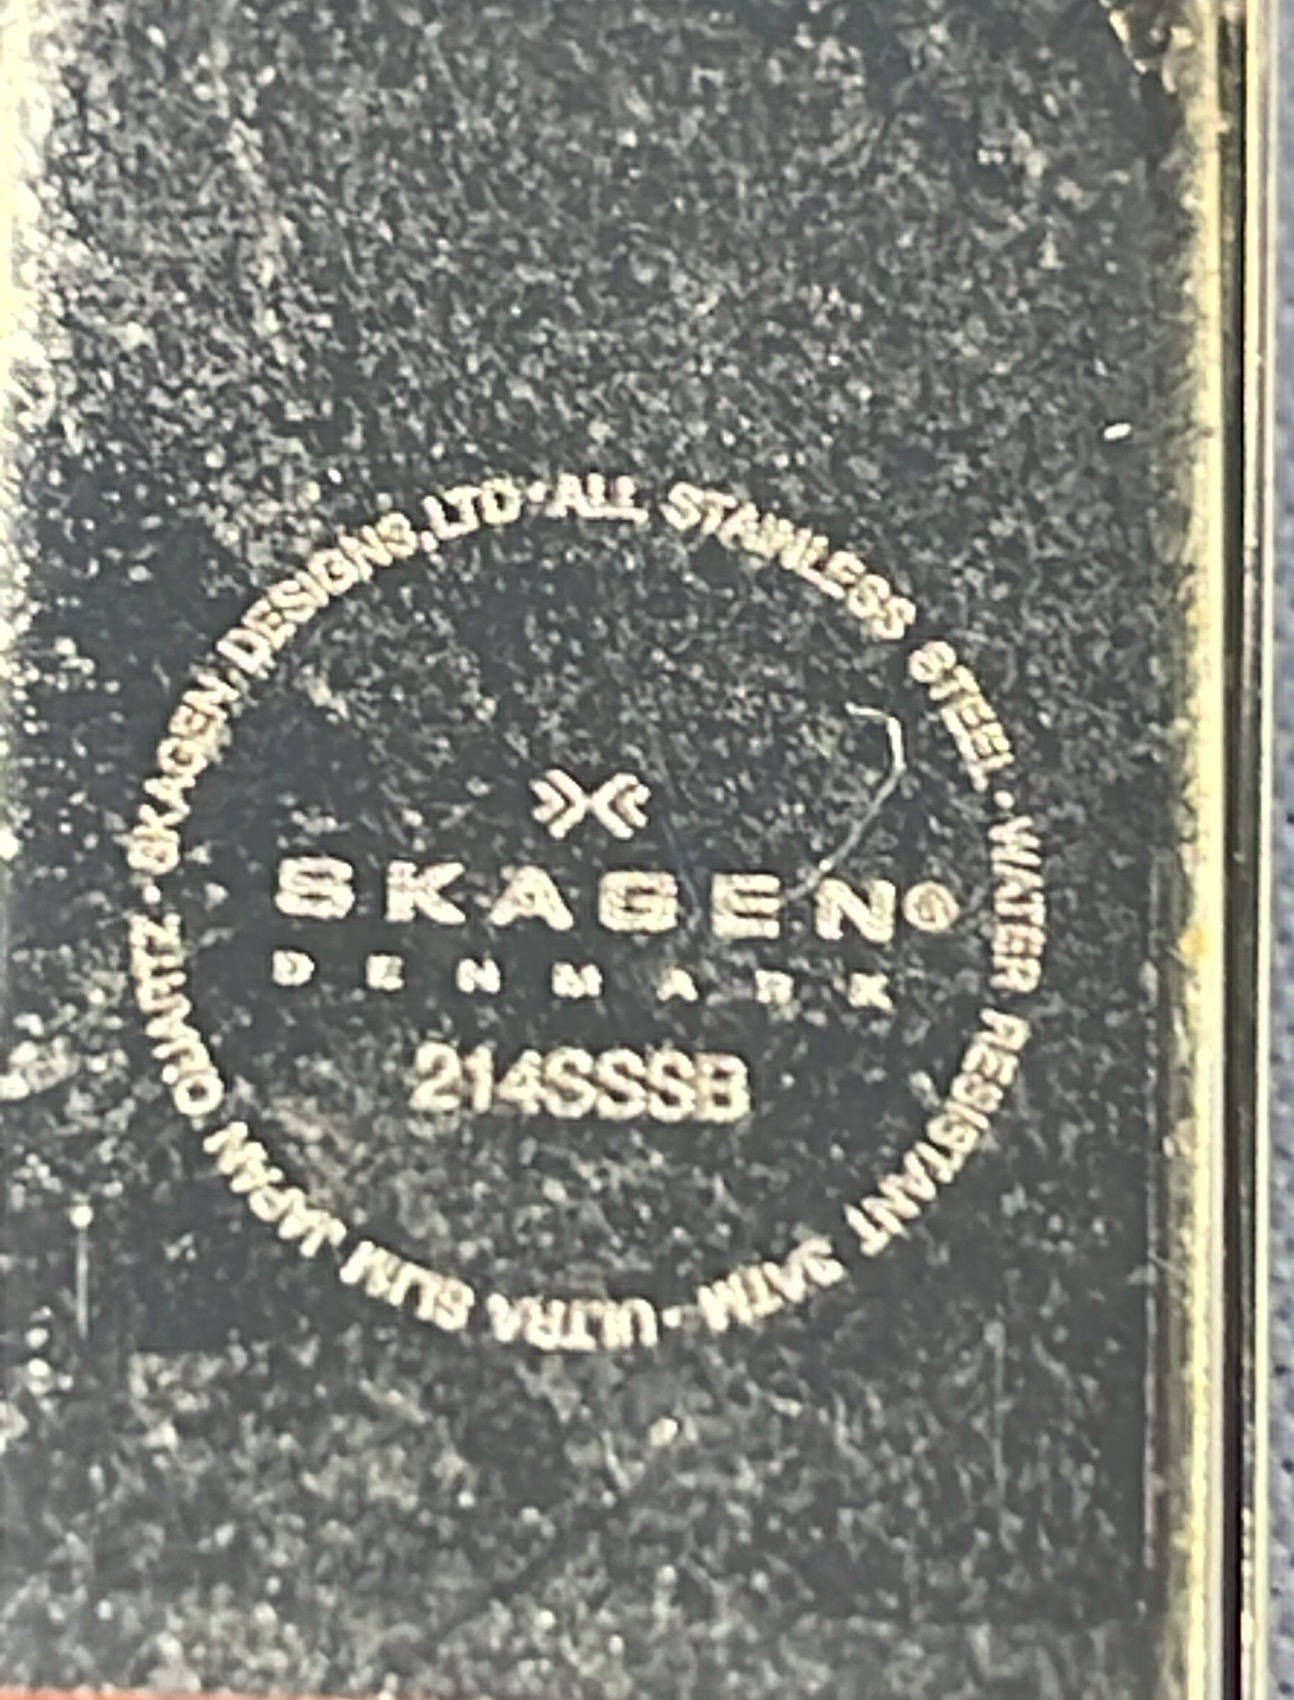 SKAGEN DESIGNS, LTD · ALL STAINLESS STEEL · WATER RESISTANT 3ATM · ULTRA SLIM JAPAN QUARTZ ·
SKAGEN®
DENMARK
214SSSB